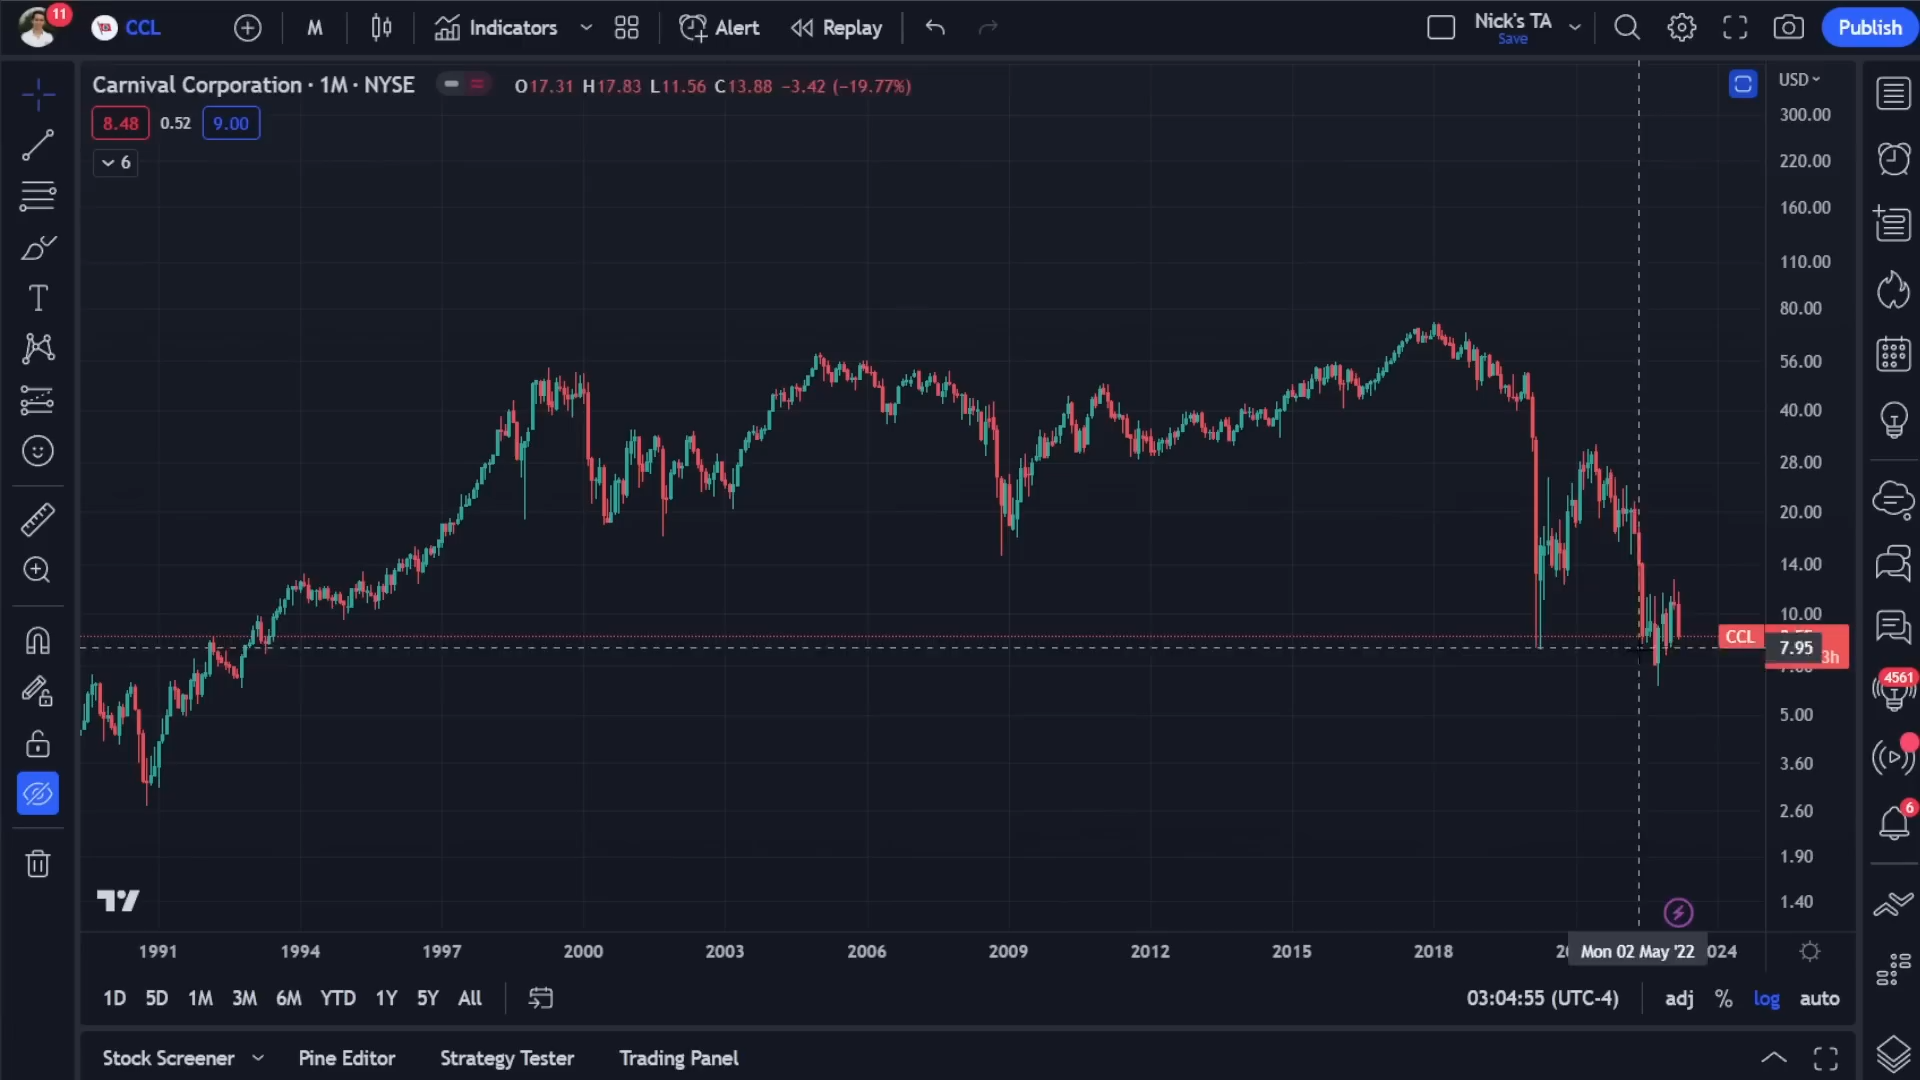 11
CCL
M
Indicators
Alert
Replay
Nick's TA
Save
Publish
Carnival Corporation · 1M · NYSE
O17.31 H17.83 L11.56 C13.88 −3.42 (−19.77%)
USD
8.48 0.52 9.00
6
300.00
220.00
160.00
110.00
80.00
56.00
40.00
28.00
20.00
14.00
10.00
CCL
7.95
3h
5.00
3.60
2.60
1.90
1.40
4561
6
1991 1994 1997 2000 2003 2006 2009 2012 2015 2018 Mon 02 May '22 024
1D 5D 1M 3M 6M YTD 1Y 5Y All
03:04:55 (UTC-4) adj % log auto
Stock Screener Pine Editor Strategy Tester Trading Panel